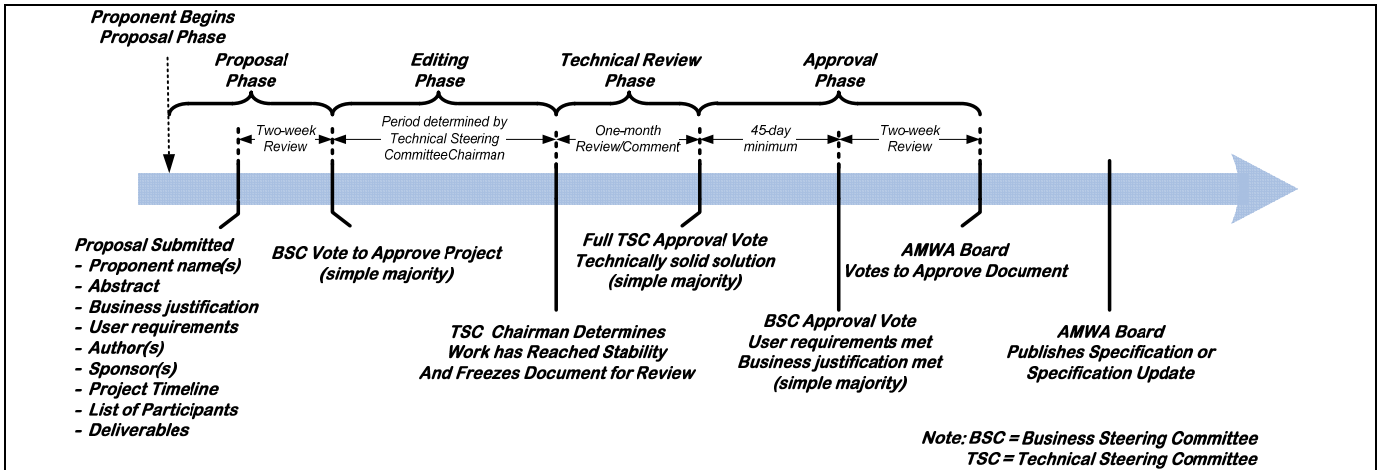 Proponent Begins
Proposal Phase
Proposal
Phase
Editing
Phase
Technical Review
Phase
Approval
Phase
Two-week
Review
Period determined by
Technical Steering
CommitteeChairman
One-month
Review/Comment
45-day
minimum
Two-week
Review
Proposal Submitted
- Proponent name(s)
- Abstract
- Business justification
- User requirements
- Author(s)
- Sponsor(s)
- Project Timeline
- List of Participants
- Deliverables
BSC Vote to Approve Project
(simple majority)
TSC Chairman Determines
Work has Reached Stability
And Freezes Document for Review
Full TSC Approval Vote
Technically solid solution
(simple majority)
BSC Approval Vote
User requirements met
Business justification met
(simple majority)
AMWA Board
Votes to Approve Document
AMWA Board
Publishes Specification or
Specification Update
Note: BSC = Business Steering Committee
TSC = Technical Steering Committee